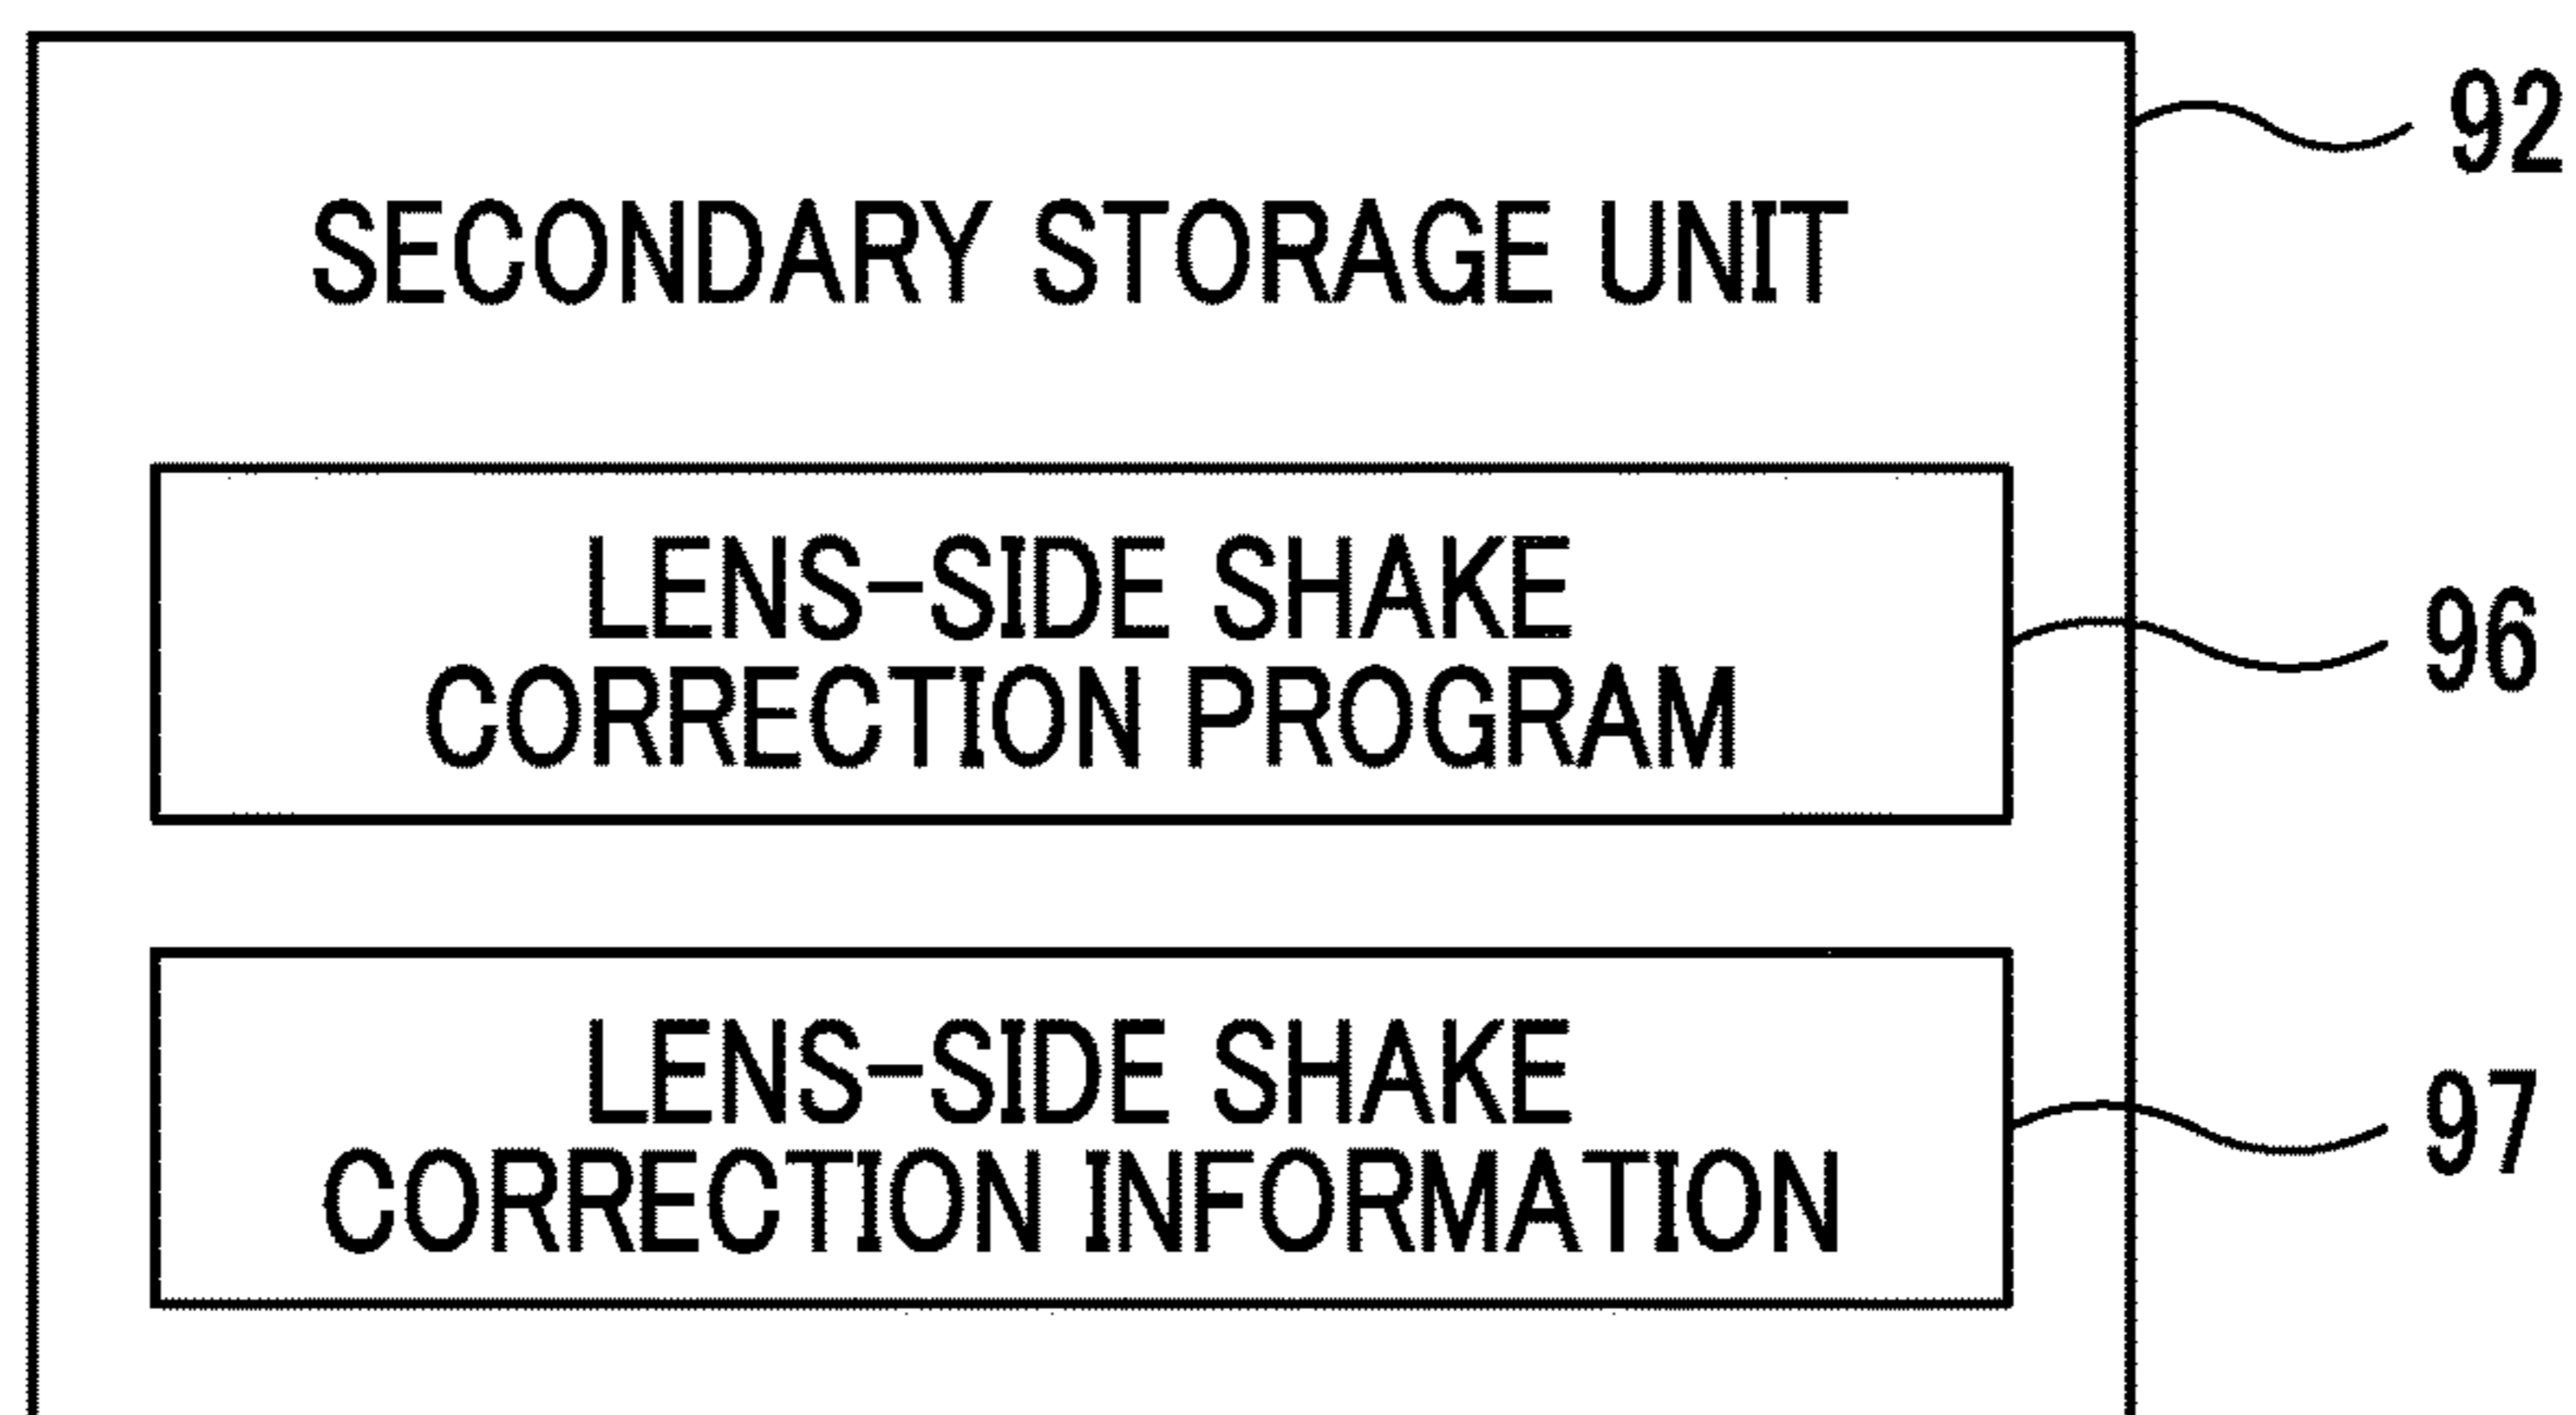 92
SECONDARY STORAGE UNIT
LENS-SIDE SHAKE
CORRECTION PROGRAM
96
LENS-SIDE SHAKE
CORRECTION INFORMATION
97